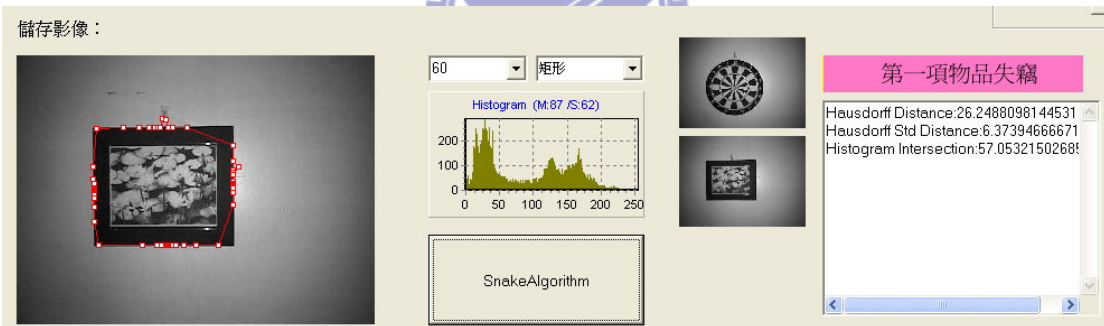 儲存影像：
60
矩形
Histogram (M:87 /S:62)
200
100
0
0 50 100 150 200 250
SnakeAlgorithm
第一項物品失竊
Hausdorff Distance:26.2488098144531
Hausdorff Std Distance:6.37394666671
Histogram Intersection:57.0532150268